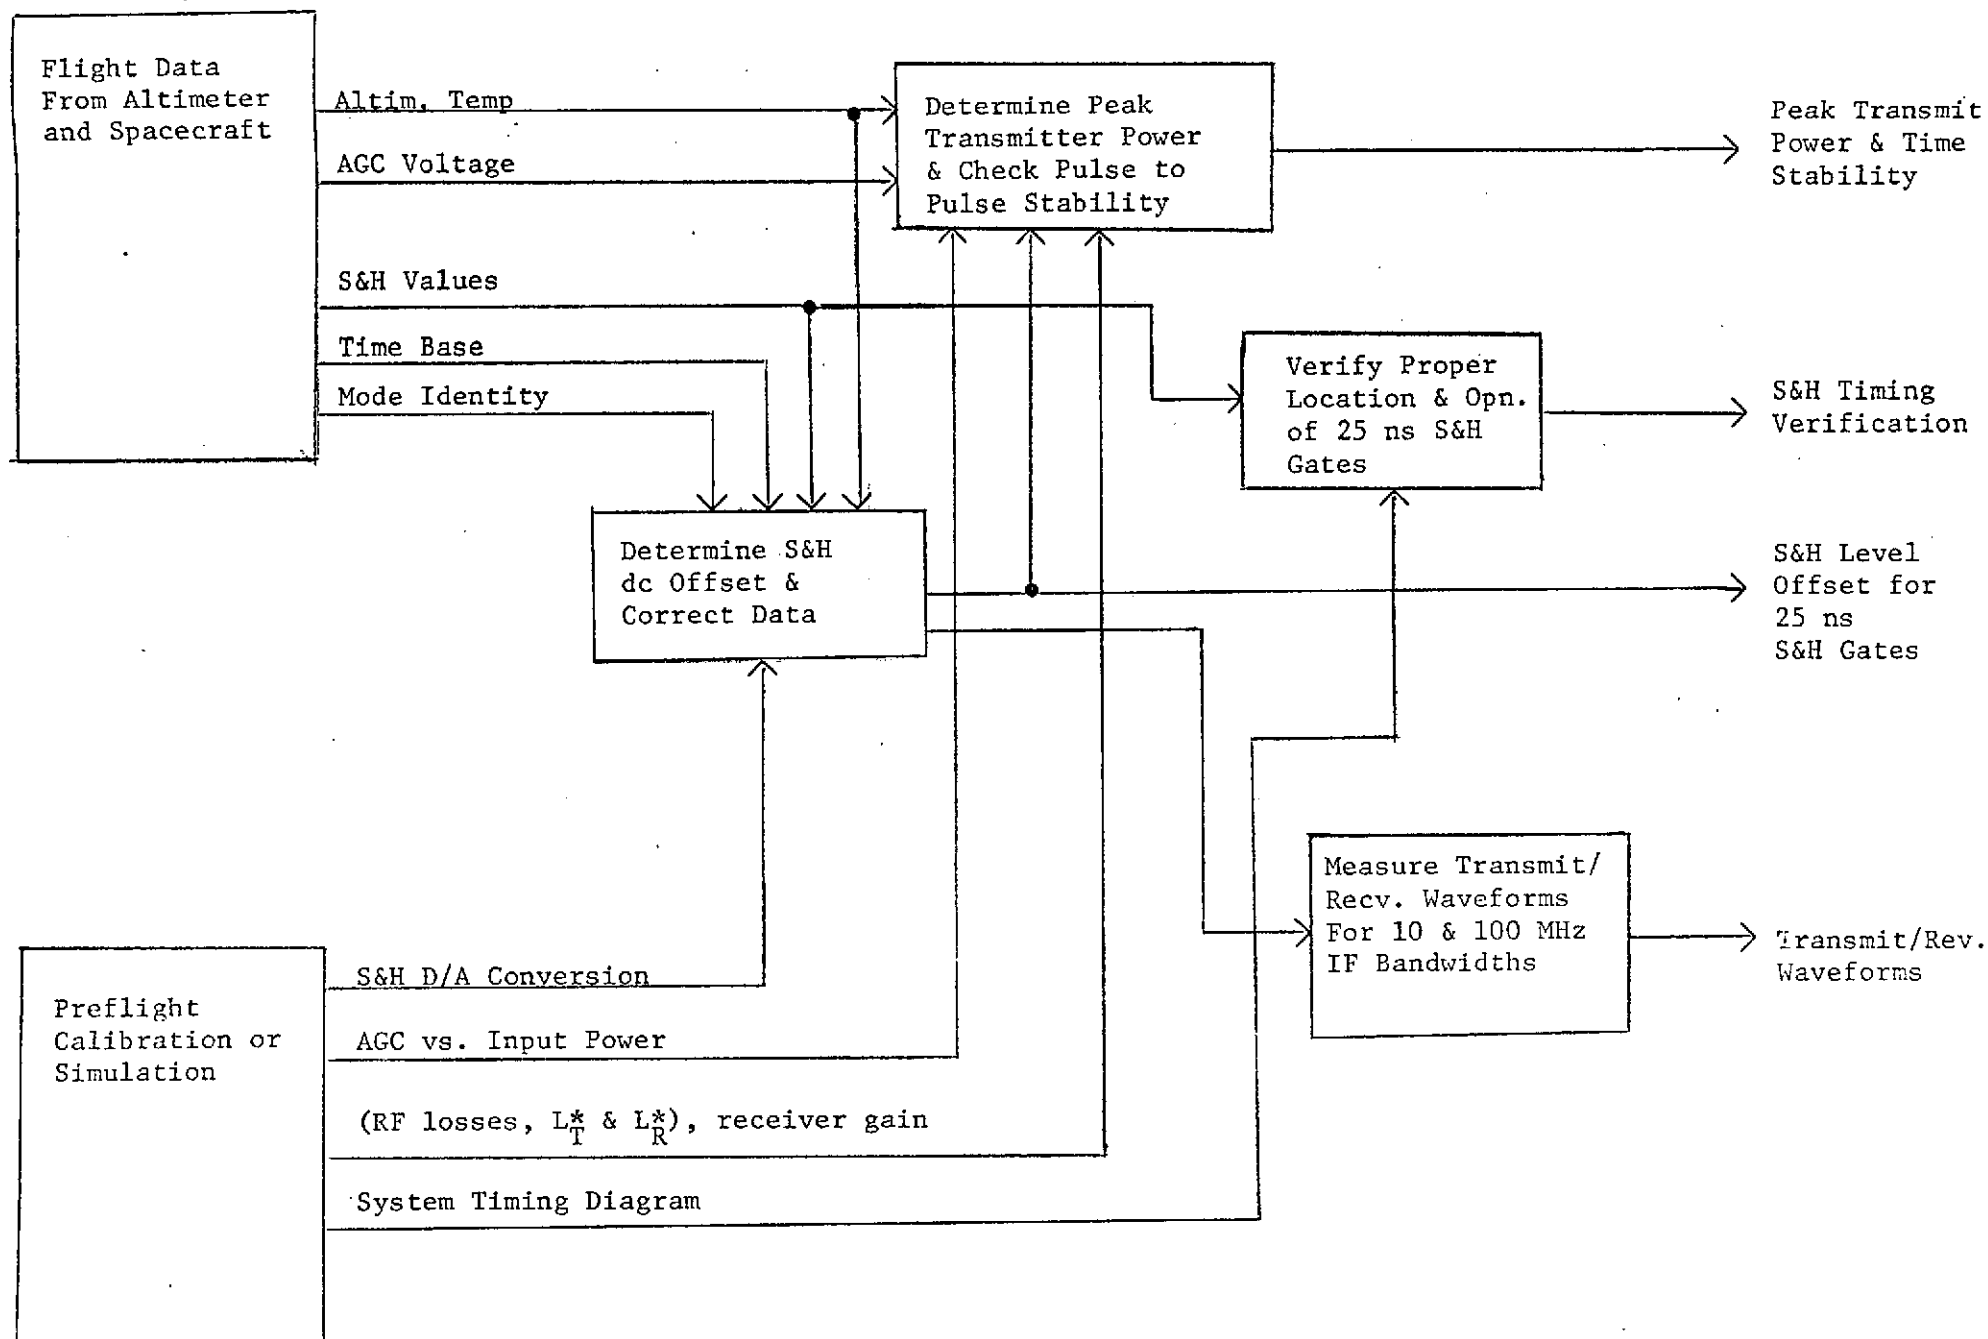 Flight Data
From Altimeter
and Spacecraft
Altim. Temp
AGC Voltage
S&H Values
Time Base
Mode Identity
Determine Peak
Transmitter Power
& Check Pulse to
Pulse Stability
Peak Transmit
Power & Time
Stability
Verify Proper
Location & Opn.
of 25 ns S&H
Gates
S&H Timing
Verification
Determine S&H
dc Offset &
Correct Data
S&H Level
Offset for
25 ns
S&H Gates
Measure Transmit/
Recv. Waveforms
For 10 & 100 MHz
IF Bandwidths
Transmit/Rev.
Waveforms
Preflight
Calibration or
Simulation
S&H D/A Conversion
AGC vs. Input Power
(RF losses, L*T & L*R), receiver gain
System Timing Diagram